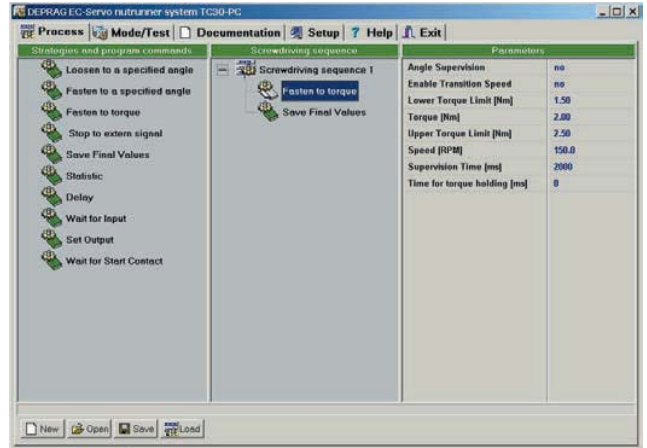 DEPRAG EC-Servo nutrunner system TC30-PC
Process Mode/Test Documentation Setup ? Help Exit
Strategies and program commands
Loosen to a specified angle
Fasten to a specified angle
Fasten to torque
Stop to extern signal
Save Final Values
Statistic
Delay
Wait for Input
Set Output
Wait for Start Contact
Screwdriving sequence
Screwdriving sequence 1
Fasten to torque
Save Final Values
Parameters
Angle Supervision no
Enable Transition Speed no
Lower Torque Limit [Nm] 1.50
Torque [Nm] 2.00
Upper Torque Limit [Nm] 2.50
Speed [RPM] 150.0
Supervision Time [ms] 2000
Time for torque holding [ms] 0
New Open Save Load